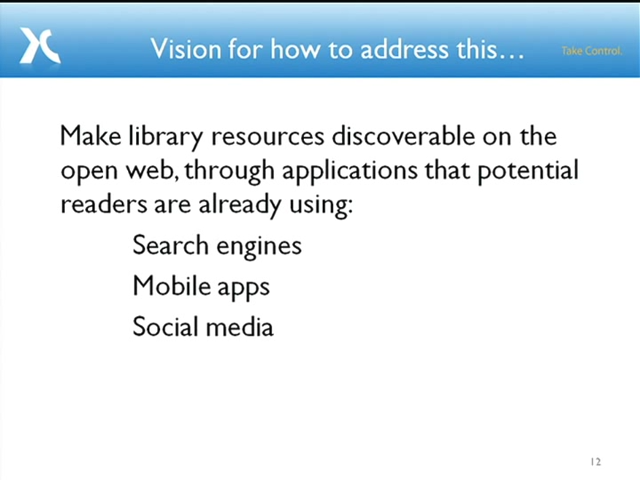 Vision for how to address this…
Take Control.
Make library resources discoverable on the
open web, through applications that potential
readers are already using:
Search engines
Mobile apps
Social media
12